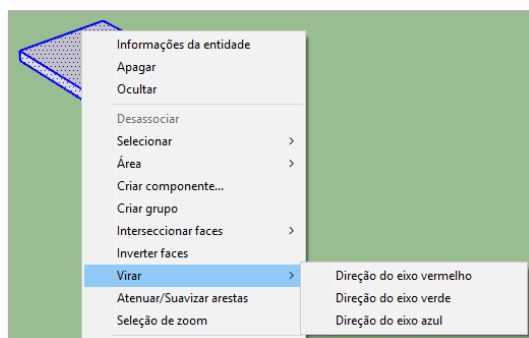 Informações da entidade
Apagar
Ocultar
Desassociar
Selecionar
Área
Criar componente...
Criar grupo
Interseccionar faces
Inverter faces
Virar
Direção do eixo vermelho
Atenuar/Suavizar arestas
Direção do eixo verde
Seleção de zoom
Direção do eixo azul